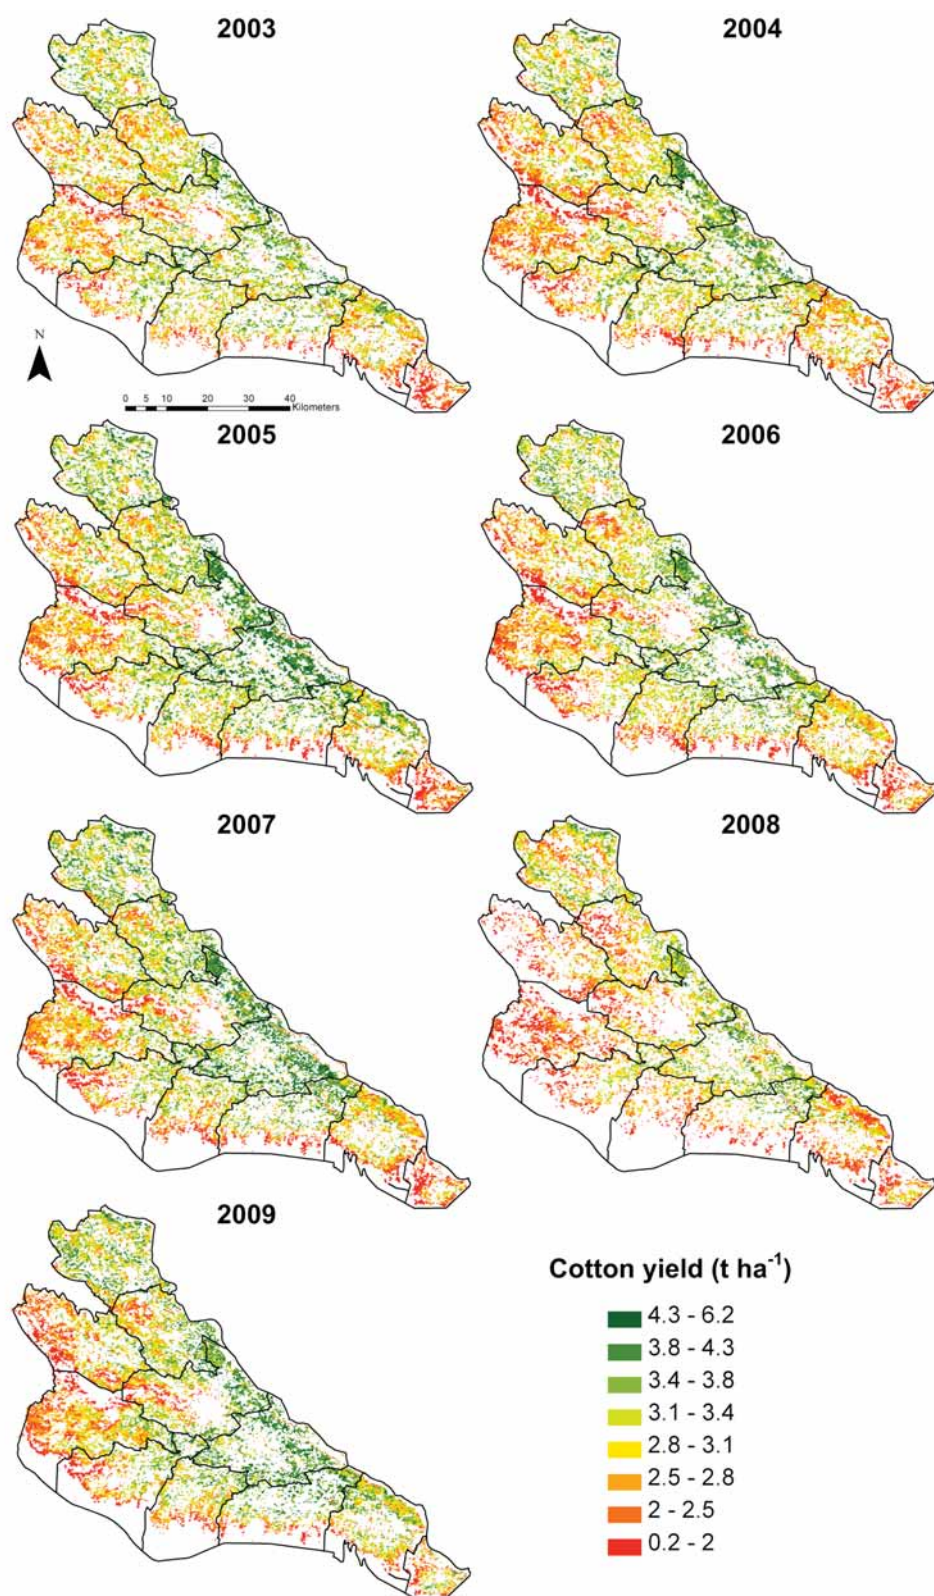 2003
2004
N
0 5 10 20 30 40
Kilometers
2005
2006
2007
2008
2009
Cotton yield (t ha⁻¹)
4.3 - 6.2
3.8 - 4.3
3.4 - 3.8
3.1 - 3.4
2.8 - 3.1
2.5 - 2.8
2 - 2.5
0.2 - 2